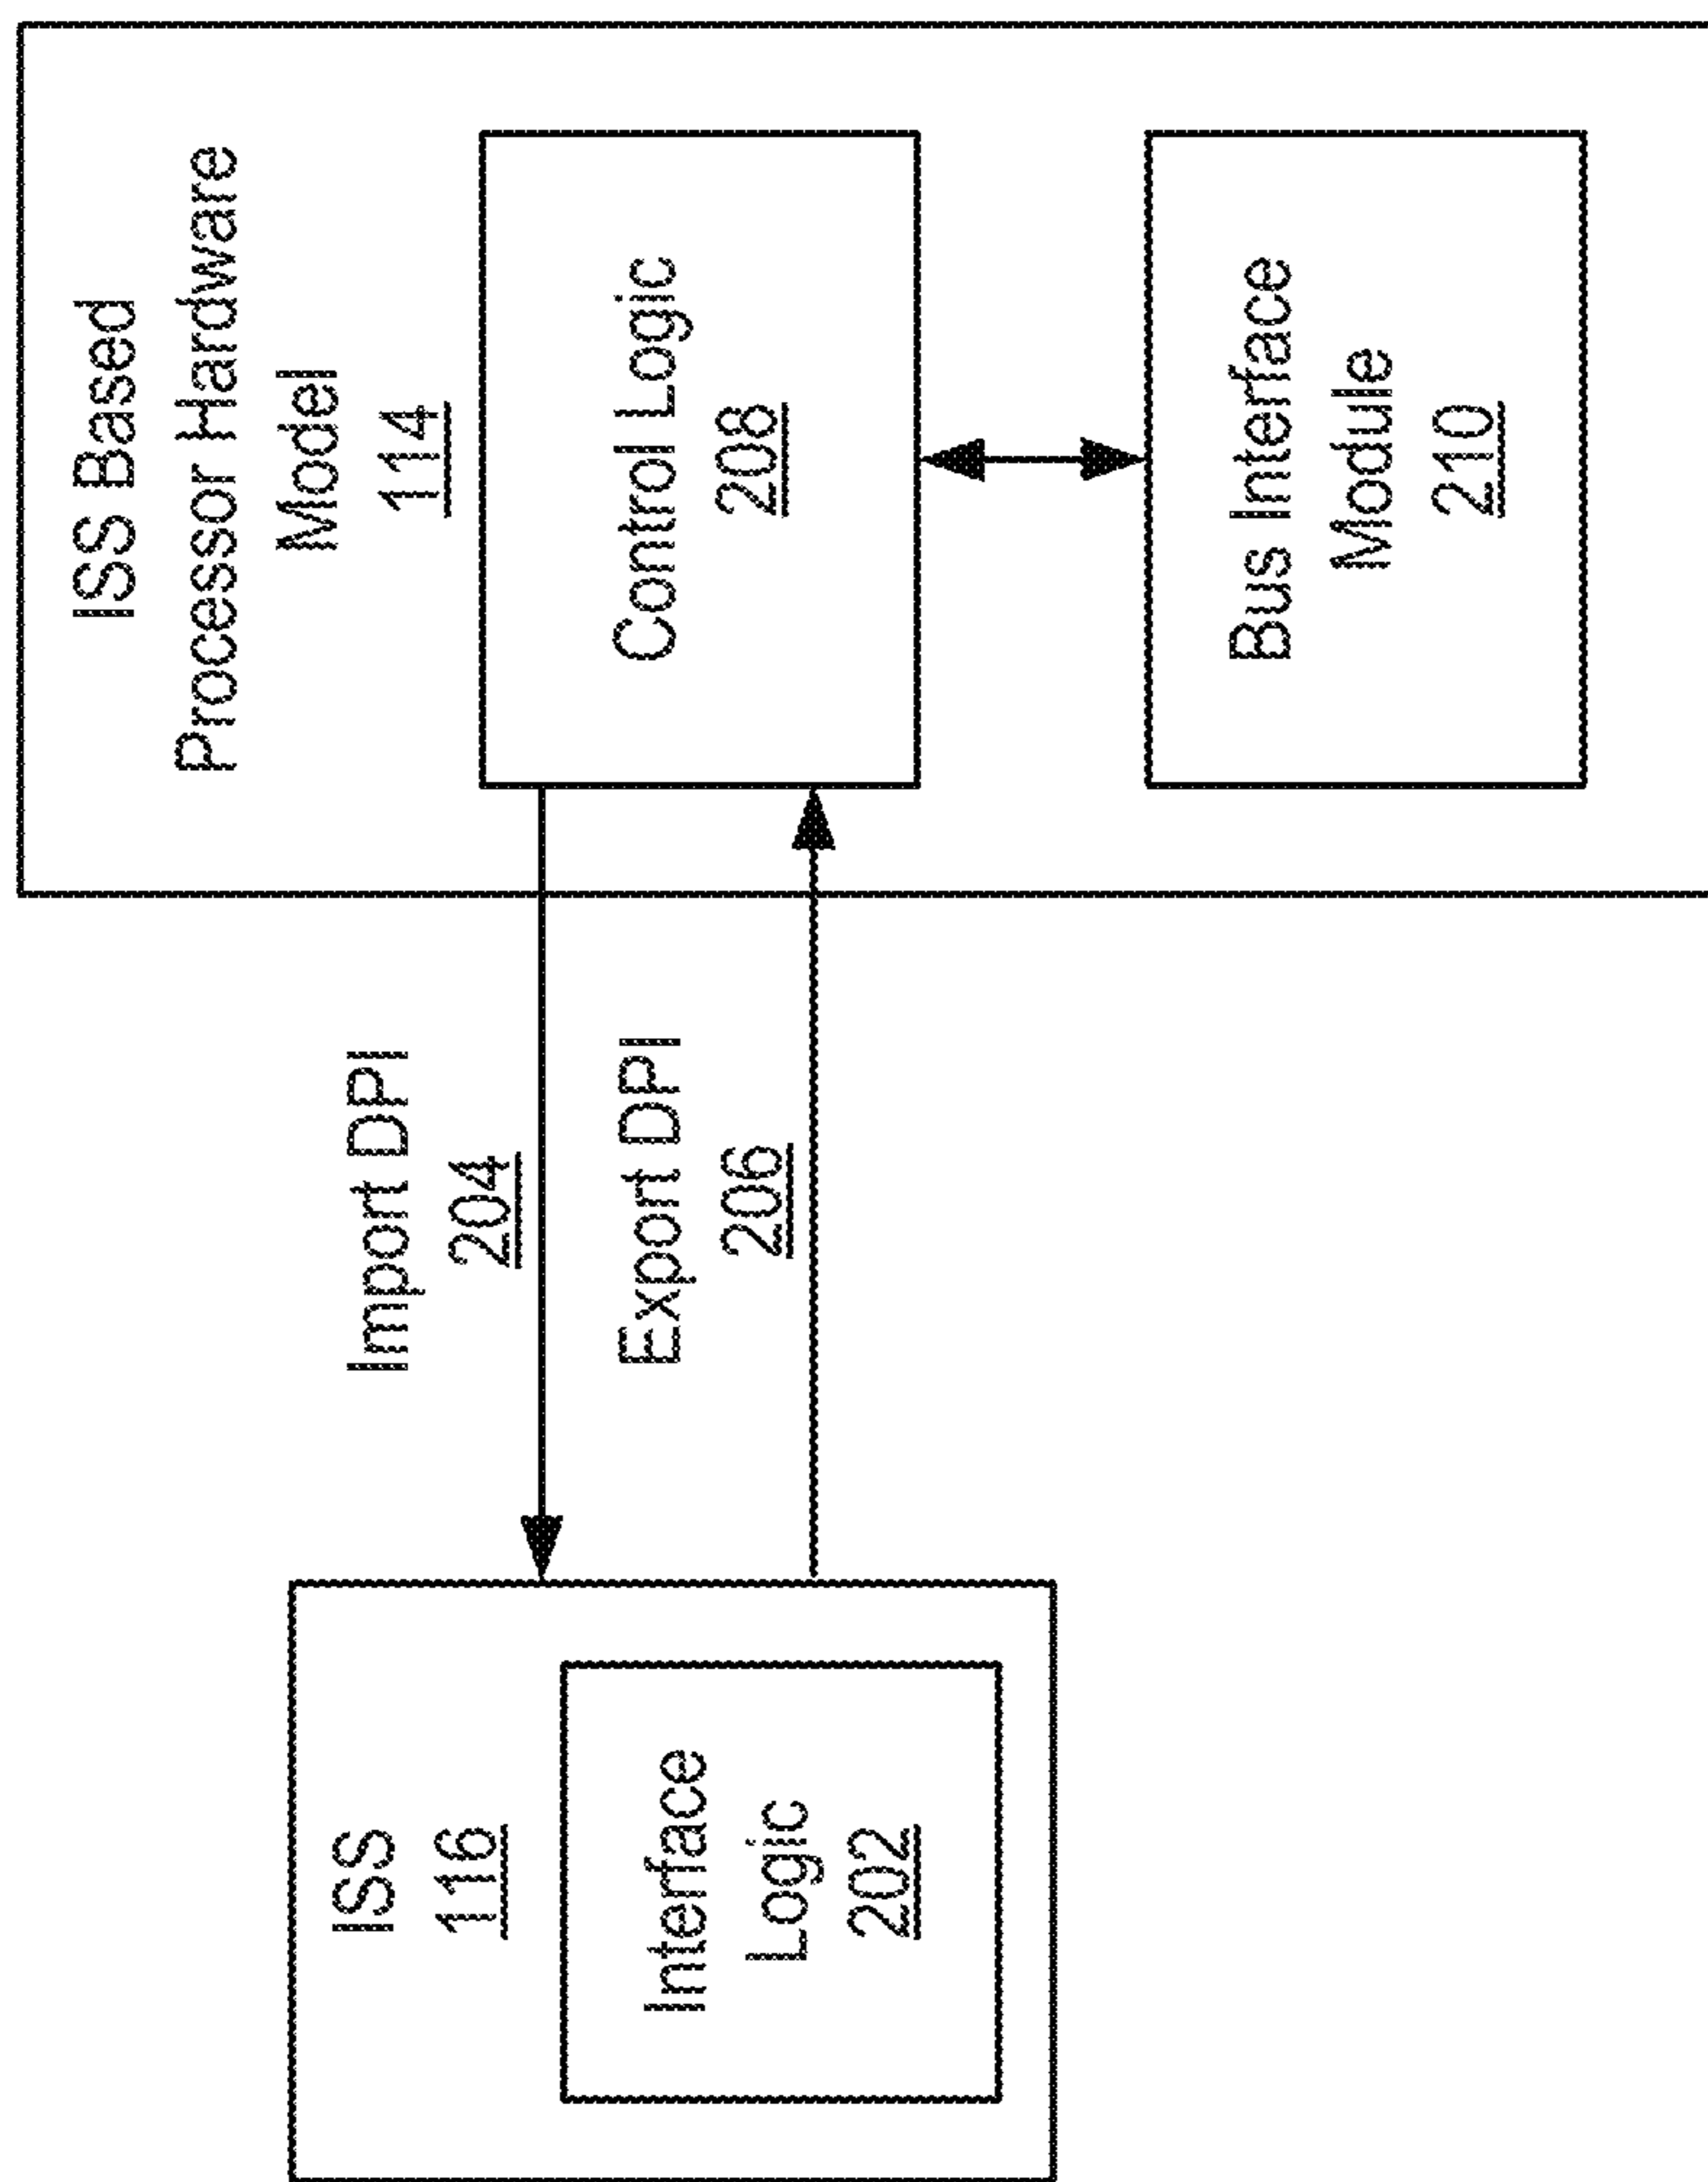 ISS
116
Interface
Logic
202
Import DPI
204
Export DPI
206
ISS Based
Processor Hardware
Model
114
Control Logic
208
Bus Interface
Module
210